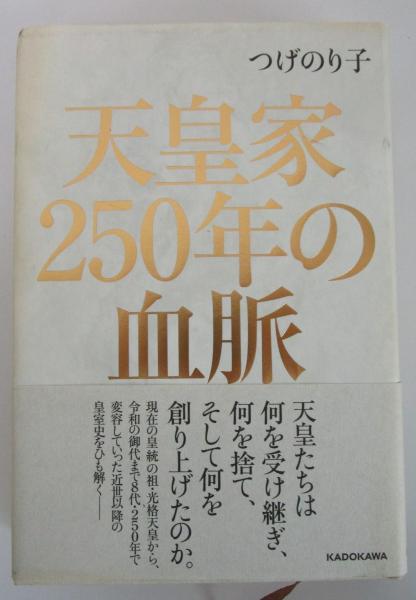 つげのり子
天皇家
250年の
血脈
天皇たちは
何を受け継ぎ、
何を捨て、
そして何を
創り上げたのか。
現在の皇統の祖・光格天皇から、
令和の御代まで8代・250年で
変容していった近世以降の
皇室史をひも解く──
KADOKAWA